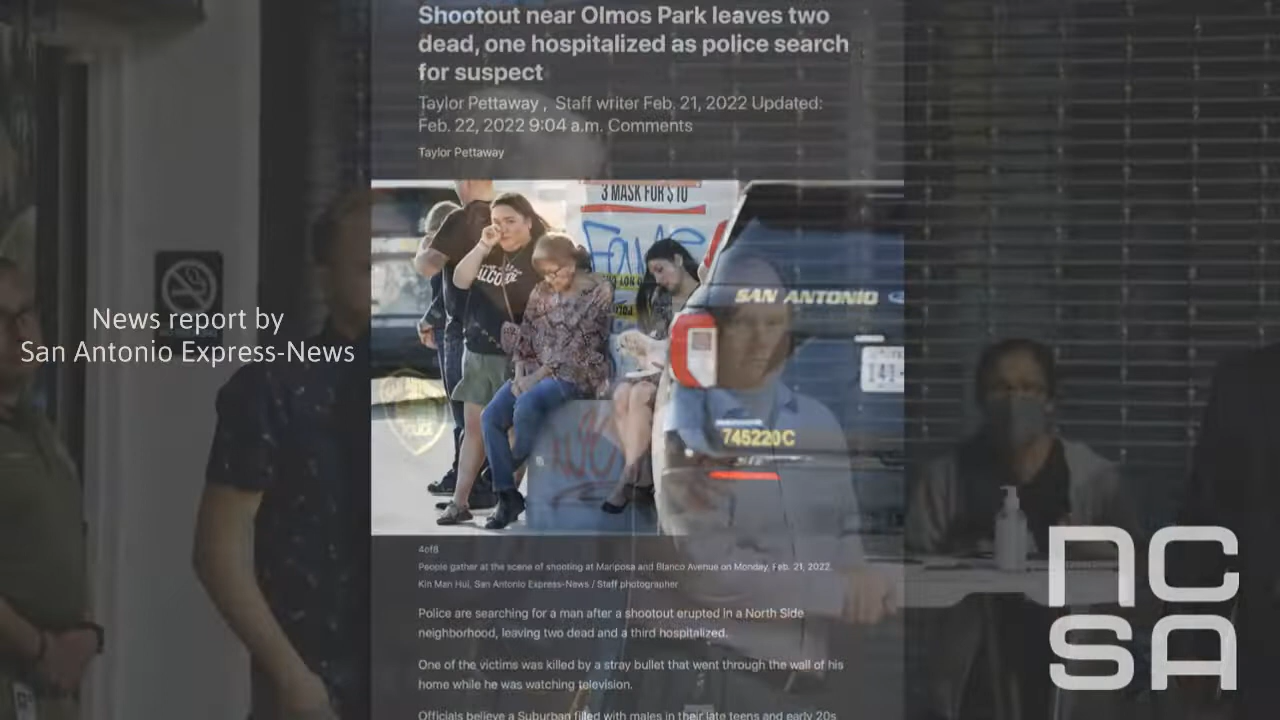 Shootout near Olmos Park leaves two
dead, one hospitalized as police search
for suspect
Taylor Pettaway , Staff writer Feb. 21, 2022 Updated:
Feb. 22, 2022 9:04 a.m. Comments
Taylor Pettaway
3 MASK FOR $10
SAN ANTONIO
141-
745220C
News report by
San Antonio Express-News
4of8
People gather at the scene of shooting at Mariposa and Blanco Avenue on Monday, Feb. 21, 2022.
Kin Man Hui, San Antonio Express-News / Staff photographer
Police are searching for a man after a shootout erupted in a North Side
neighborhood, leaving two dead and a third hospitalized.
One of the victims was killed by a stray bullet that went through the wall of his
home while he was watching television.
Officials believe a Suburban filled with males in their late teens and early 20s
NC
SA